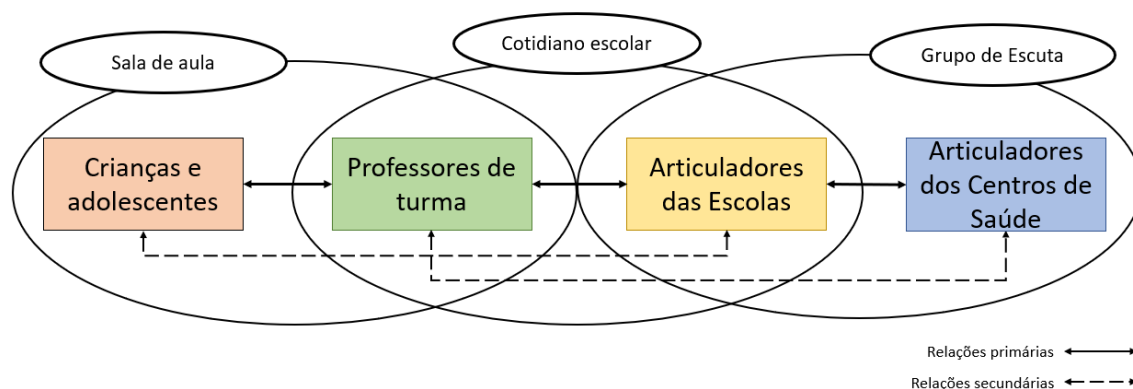 Sala de aula
Cotidiano escolar
Grupo de Escuta
Crianças e
adolescentes
Professores de
turma
Articuladores
das Escolas
Articuladores
dos Centros de
Saúde
Relações primárias
Relações secundárias